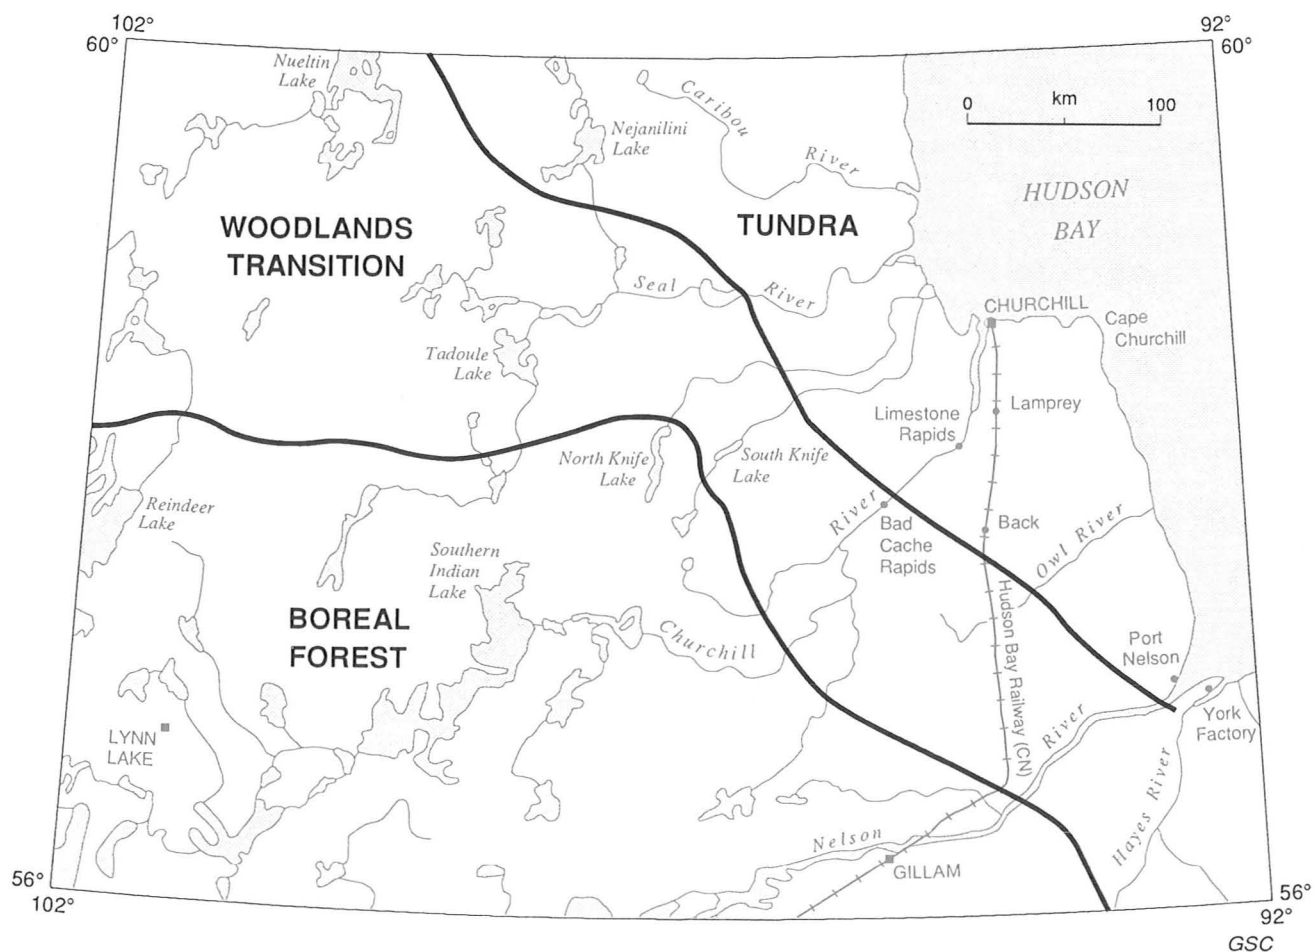 102°
92°
60°
60°
Nueltin
Lake
Caribou
River
km
0
100
Nejanilini
Lake
HUDSON
BAY
WOODLANDS
TRANSITION
TUNDRA
Seal
River
CHURCHILL
Cape
Churchill
Tadoule
Lake
Lamprey
Limestone
Rapids
North Knife
Lake
South Knife
Lake
Reindeer
Lake
River
Bad
Cache
Rapids
Back
Owl River
Southern
Indian
Lake
BOREAL
FOREST
Churchill
Hudson Bay Railway (CN)
Port
Nelson
River
York
Factory
LYNN
LAKE
Hayes River
Nelson
GILLAM
56°
102°
56°
92°
GSC